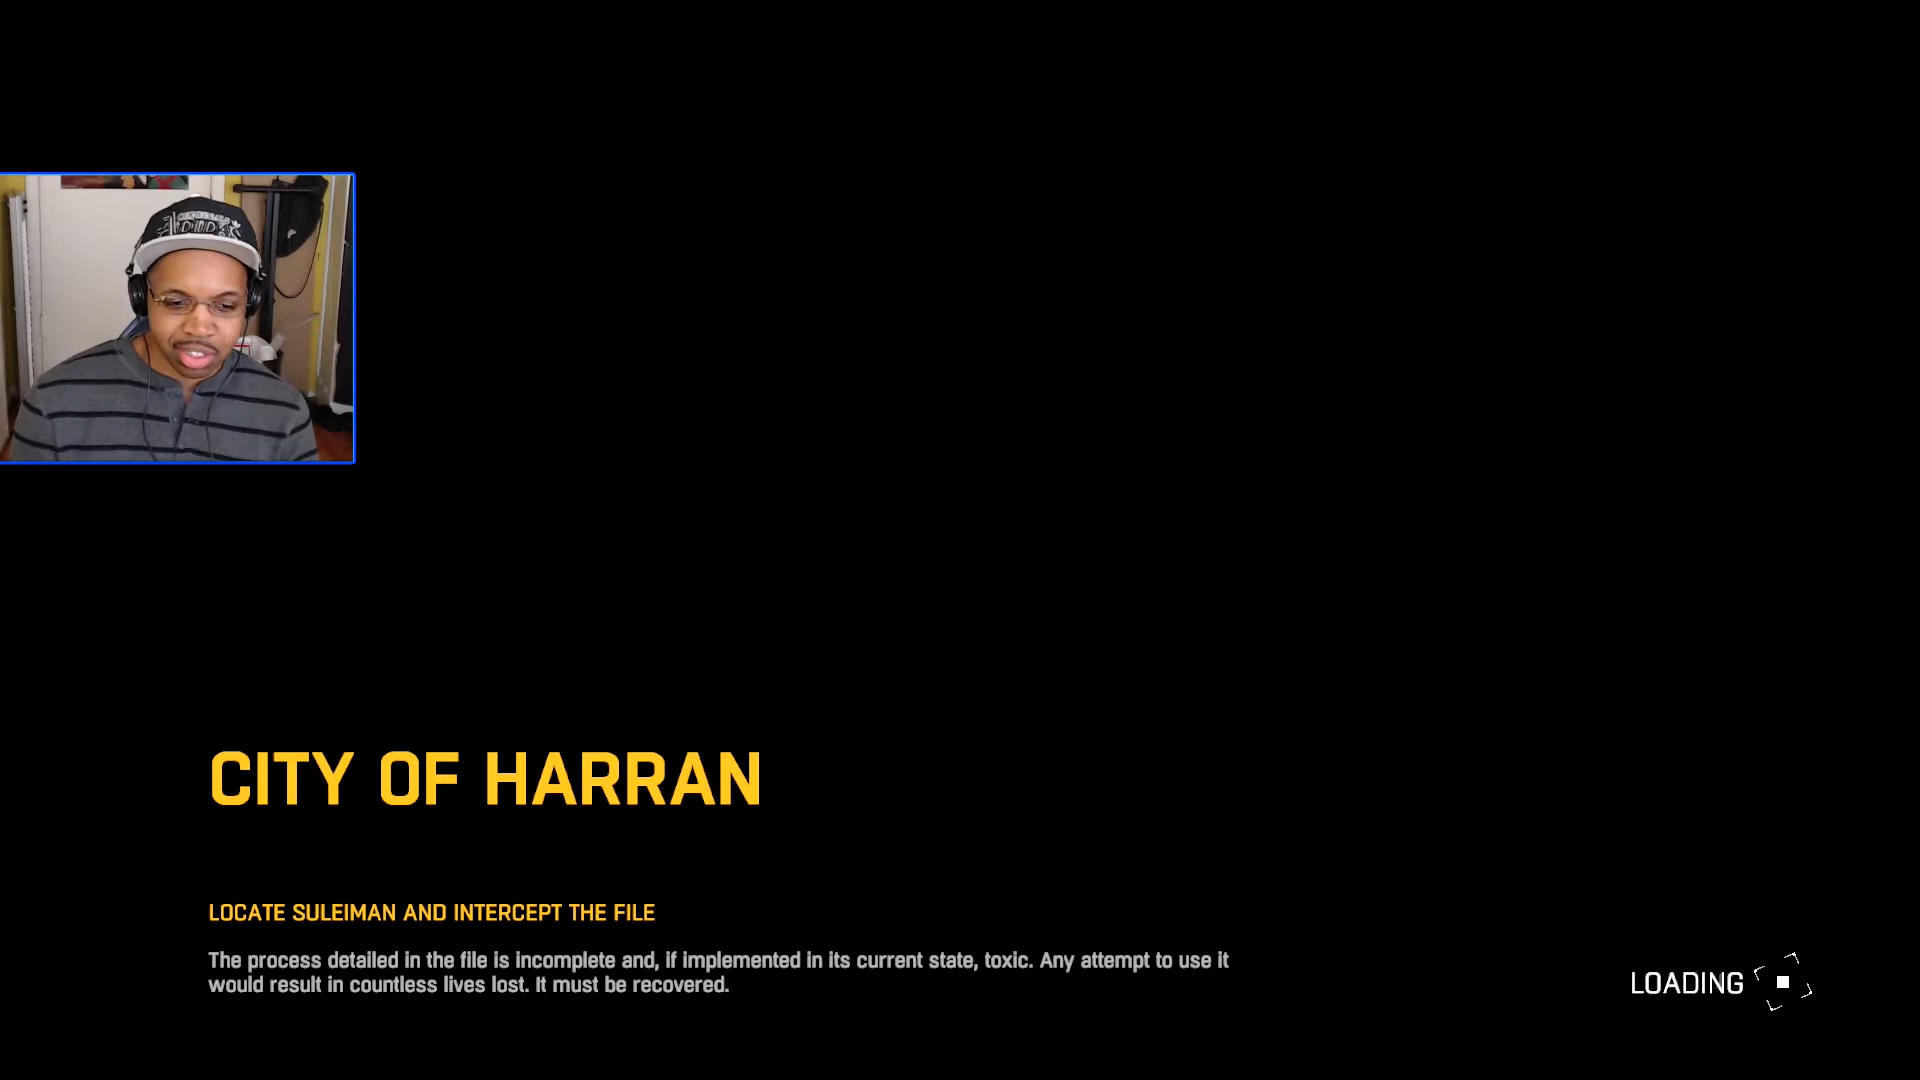 CITY OF HARRAN
LOCATE SULEIMAN AND INTERCEPT THE FILE
The process detailed in the file is incomplete and, if implemented in its current state, toxic. Any attempt to use it
would result in countless lives lost. It must be recovered.
LOADING